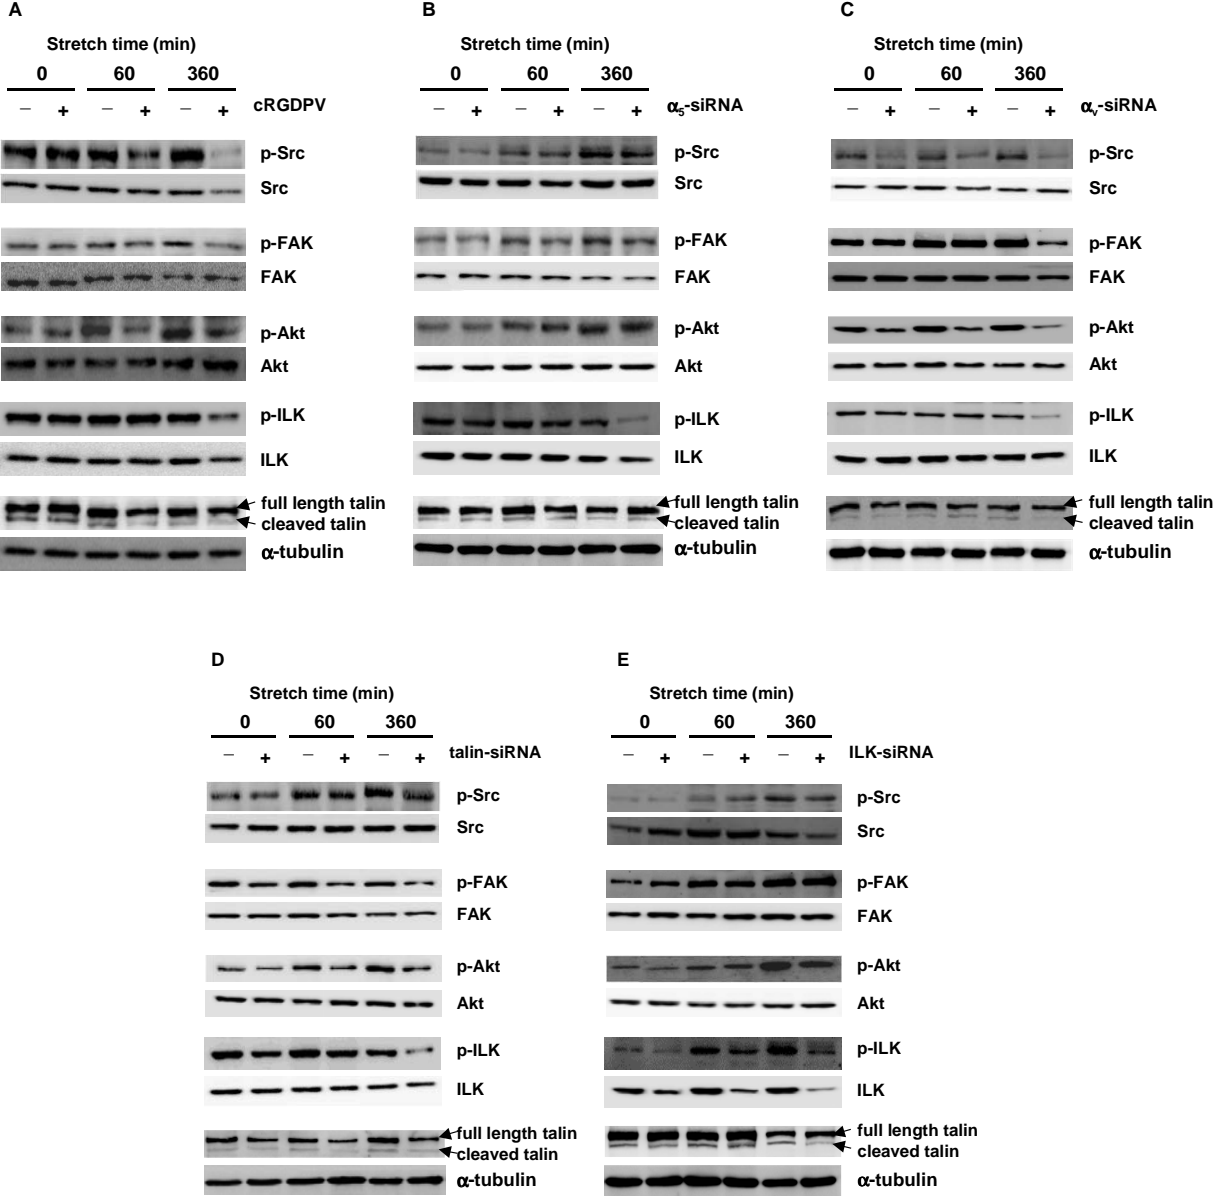 A
Stretch time (min)
0 60 360
– + – + – + cRGDPV
p-Src
Src
p-FAK
FAK
p-Akt
Akt
p-ILK
ILK
full length talin
cleaved talin
α-tubulin
B
Stretch time (min)
0 60 360
– + – + – + α5-siRNA
p-Src
Src
p-FAK
FAK
p-Akt
Akt
p-ILK
ILK
full length talin
cleaved talin
α-tubulin
C
Stretch time (min)
0 60 360
– + – + – + αv-siRNA
p-Src
Src
p-FAK
FAK
p-Akt
Akt
p-ILK
ILK
full length talin
cleaved talin
α-tubulin
D
Stretch time (min)
0 60 360
– + – + – + talin-siRNA
p-Src
Src
p-FAK
FAK
p-Akt
Akt
p-ILK
ILK
full length talin
cleaved talin
α-tubulin
E
Stretch time (min)
0 60 360
– + – + – + ILK-siRNA
p-Src
Src
p-FAK
FAK
p-Akt
Akt
p-ILK
ILK
full length talin
cleaved talin
α-tubulin